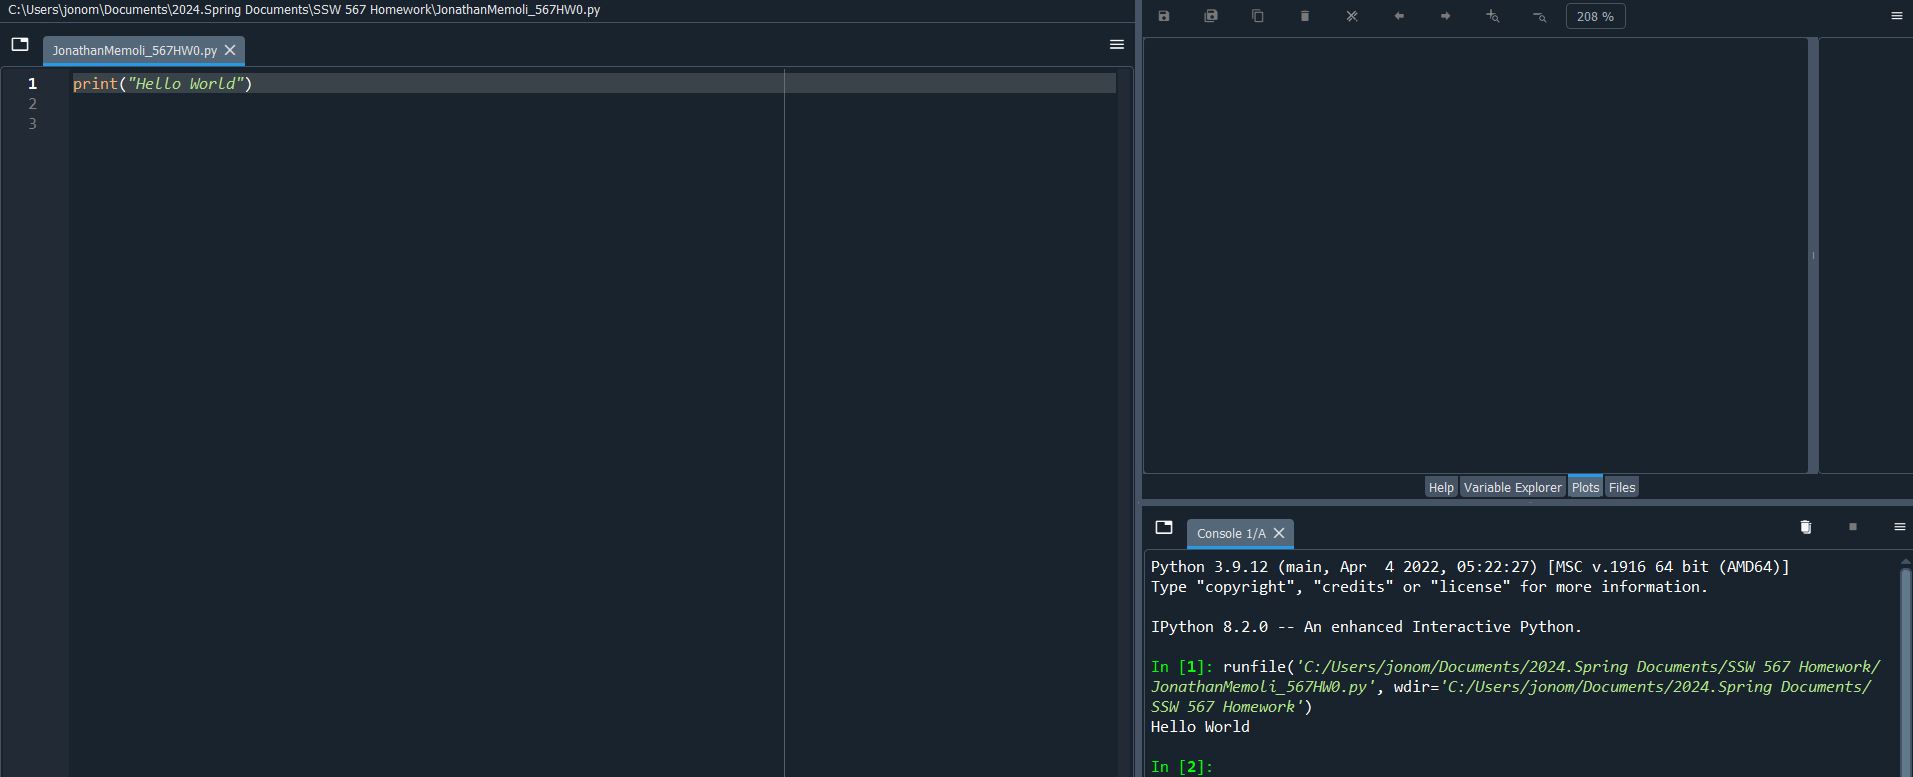 C:\Users\jonom\Documents\2024.Spring Documents\SSW 567 Homework\JonathanMemoli_567HW0.py
JonathanMemoli_567HW0.py
1 print("Hello World")
2
3
208 %
Help Variable Explorer Plots Files
Console 1/A
Python 3.9.12 (main, Apr  4 2022, 05:22:27) [MSC v.1916 64 bit (AMD64)]
Type "copyright", "credits" or "license" for more information.
IPython 8.2.0 -- An enhanced Interactive Python.
In [1]: runfile('C:/Users/jonom/Documents/2024.Spring Documents/SSW 567 Homework/
JonathanMemoli_567HW0.py', wdir='C:/Users/jonom/Documents/2024.Spring Documents/
SSW 567 Homework')
Hello World
In [2]: